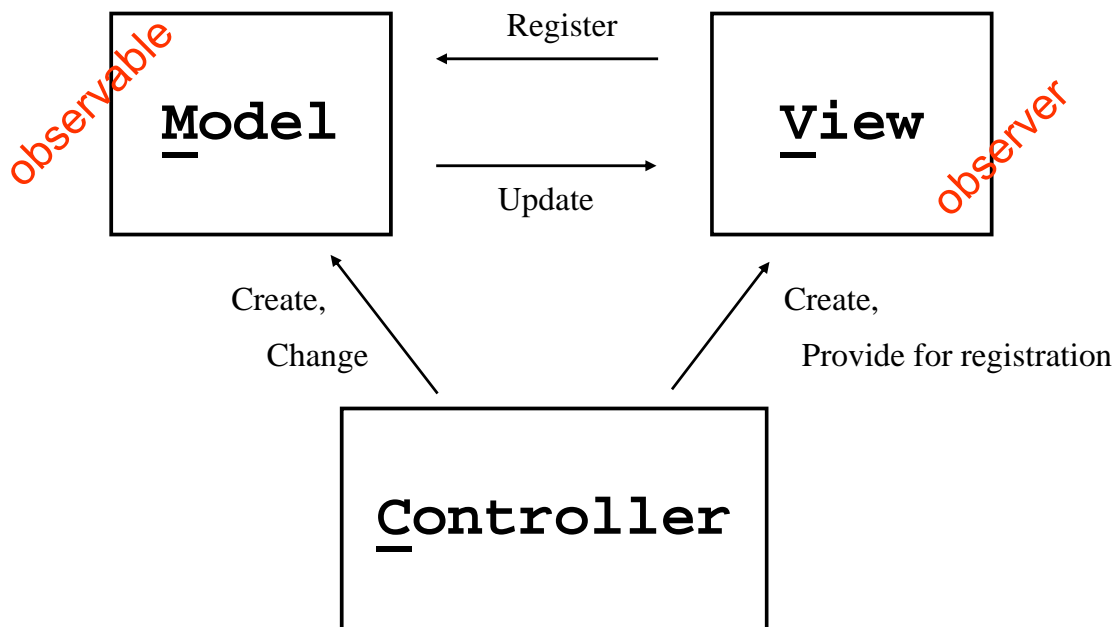 Register
observable
Model
View
observer
Update
Create,
Change
Create,
Provide for registration
Controller